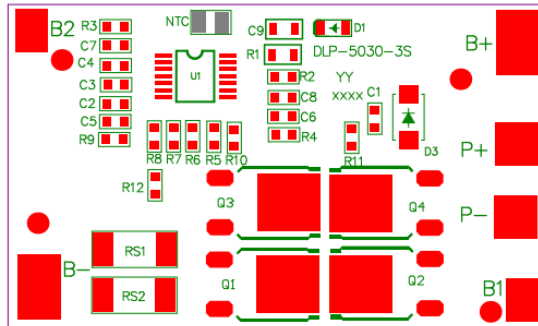 B2
R3
C7
C4
C3
C2
C5
R9
NTC
U1
C9
R1
D1
DLP-5030-3S
R2
YY
XXXX
C8
C6
R4
C1
D3
B+
P+
P-
R8
R7
R6
R5
R10
R11
R12
Q3
Q4
RS1
RS2
B-
Q1
Q2
B1